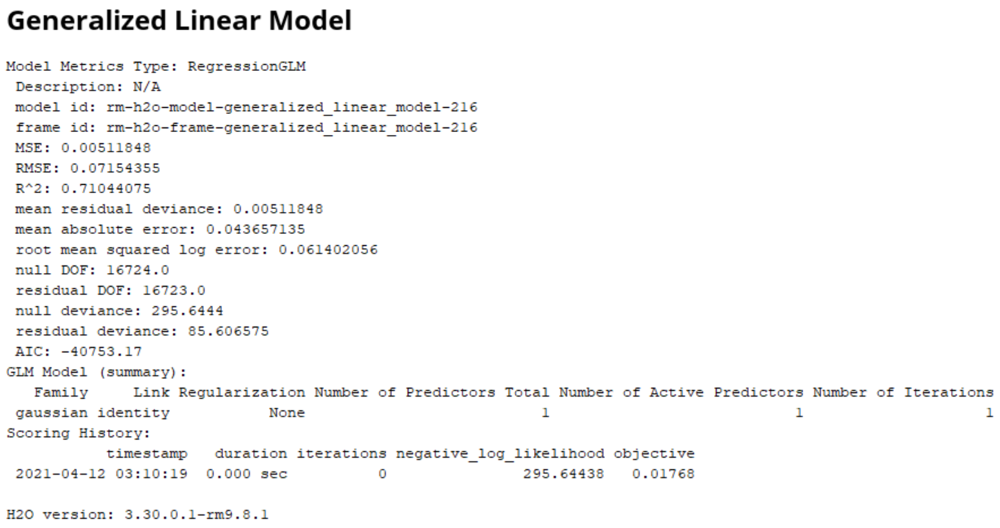 Generalized Linear Model
Model Metrics Type: RegressionGLM
Description: N/A
model id: rm-h2o-model-generalized_linear_model-216
frame id: rm-h2o-frame-generalized_linear_model-216
MSE: 0.00511848
RMSE: 0.07154355
R^2: 0.71044075
mean residual deviance: 0.00511848
mean absolute error: 0.043657135
root mean squared log error: 0.061402056
null DOF: 16724.0
residual DOF: 16723.0
null deviance: 295.6444
residual deviance: 85.606575
AIC: -40753.17
GLM Model (summary):
Family Link Regularization Number of Predictors Total Number of Active Predictors Number of Iterations
gaussian identity None 1 1 1
Scoring History:
timestamp duration iterations negative_log_likelihood objective
2021-04-12 03:10:19 0.000 sec 0 295.64438 0.01768
H2O version: 3.30.0.1-rm9.8.1